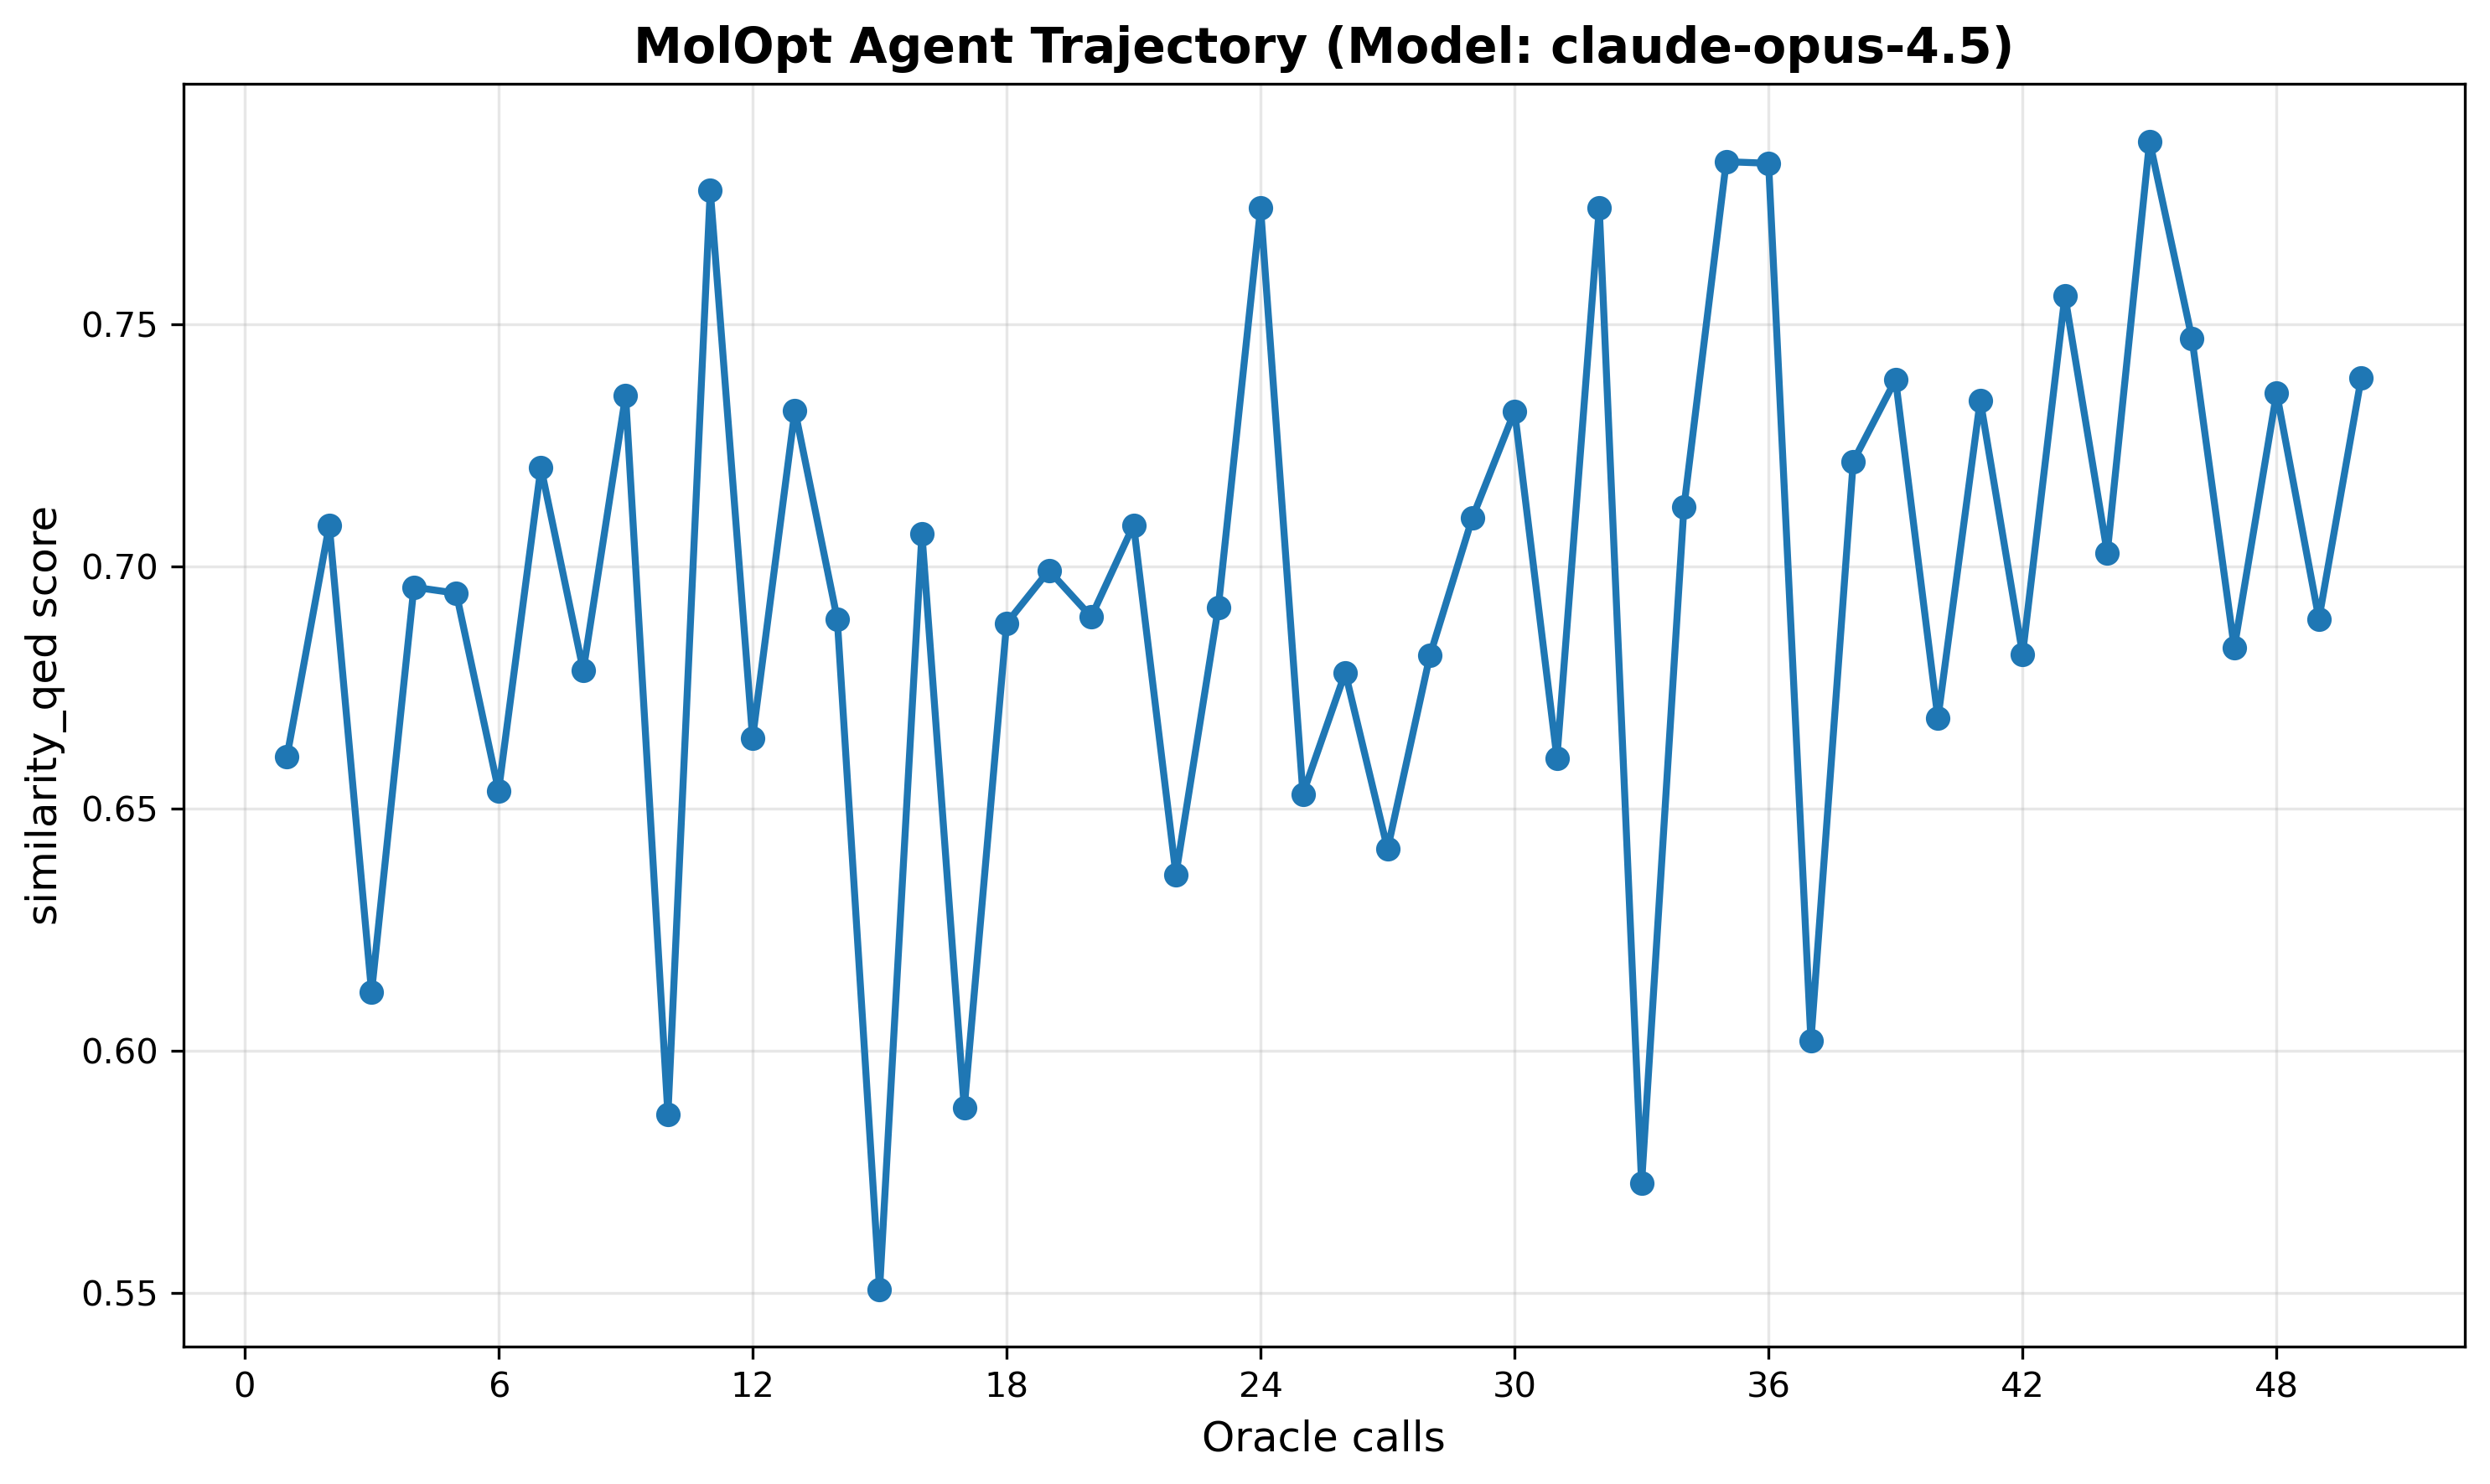 MolOpt Agent Trajectory (Model: claude-opus-4.5)
similarity_qed score
0.75
0.70
0.65
0.60
0.55
0 6 12 18 24 30 36 42 48
Oracle calls